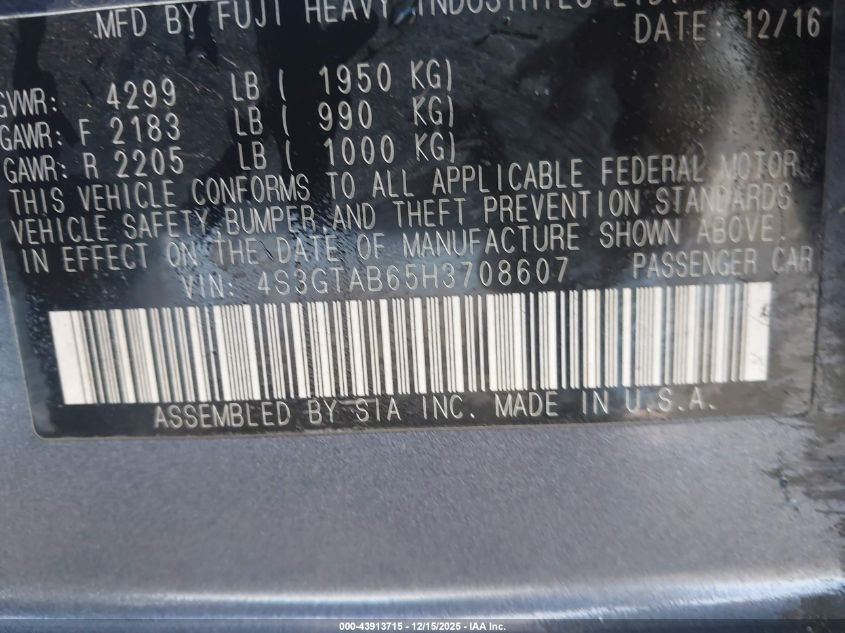 MFD BY FUJI HEAVY INDUSTRIES LTD.
DATE: 12/16
GVWR: 4299 LB ( 1950 KG)
GAWR: F 2183 LB ( 990 KG)
GAWR: R 2205 LB ( 1000 KG)
THIS VEHICLE CONFORMS TO ALL APPLICABLE FEDERAL MOTOR
VEHICLE SAFETY, BUMPER, AND THEFT PREVENTION STANDARDS
IN EFFECT ON THE DATE OF MANUFACTURE SHOWN ABOVE.
VIN: 4S3GTAB65H3708607 PASSENGER CAR
ASSEMBLED BY SIA INC. MADE IN U.S.A.
000-43913715 - 12/15/2025 - IAA Inc.